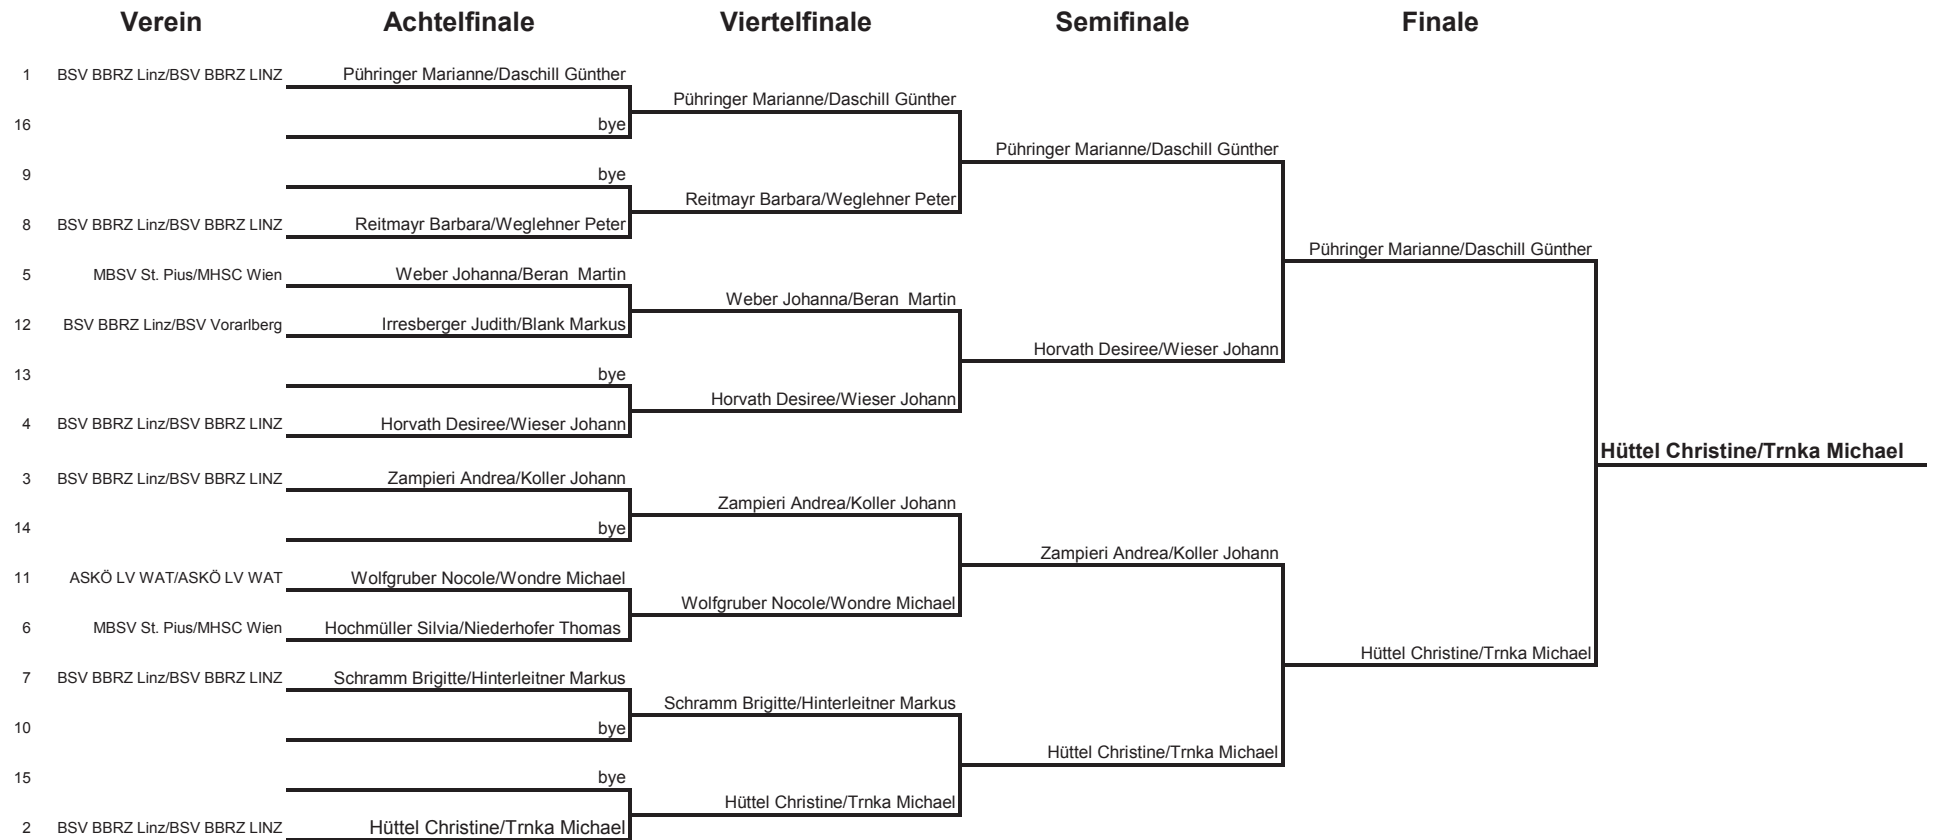 Verein Achtelfinale Viertelfinale Semifinale Finale
1 BSV BBRZ Linz/BSV BBRZ LINZ Pühringer Marianne/Daschill Günther
Pühringer Marianne/Daschill Günther
16 bye
Pühringer Marianne/Daschill Günther
9 bye
Reitmayr Barbara/Weglehner Peter
8 BSV BBRZ Linz/BSV BBRZ LINZ Reitmayr Barbara/Weglehner Peter
Pühringer Marianne/Daschill Günther
5 MBSV St. Pius/MHSC Wien Weber Johanna/Beran  Martin
Weber Johanna/Beran  Martin
12 BSV BBRZ Linz/BSV Vorarlberg Irresberger Judith/Blank Markus
Horvath Desiree/Wieser Johann
13 bye
Horvath Desiree/Wieser Johann
4 BSV BBRZ Linz/BSV BBRZ LINZ Horvath Desiree/Wieser Johann
Hüttel Christine/Trnka Michael
3 BSV BBRZ Linz/BSV BBRZ LINZ Zampieri Andrea/Koller Johann
Zampieri Andrea/Koller Johann
14 bye
Zampieri Andrea/Koller Johann
11 ASKÖ LV WAT/ASKÖ LV WAT Wolfgruber Nocole/Wondre Michael
Wolfgruber Nocole/Wondre Michael
6 MBSV St. Pius/MHSC Wien Hochmüller Silvia/Niederhofer Thomas
Hüttel Christine/Trnka Michael
7 BSV BBRZ Linz/BSV BBRZ LINZ Schramm Brigitte/Hinterleitner Markus
Schramm Brigitte/Hinterleitner Markus
10 bye
Hüttel Christine/Trnka Michael
15 bye
Hüttel Christine/Trnka Michael
2 BSV BBRZ Linz/BSV BBRZ LINZ Hüttel Christine/Trnka Michael